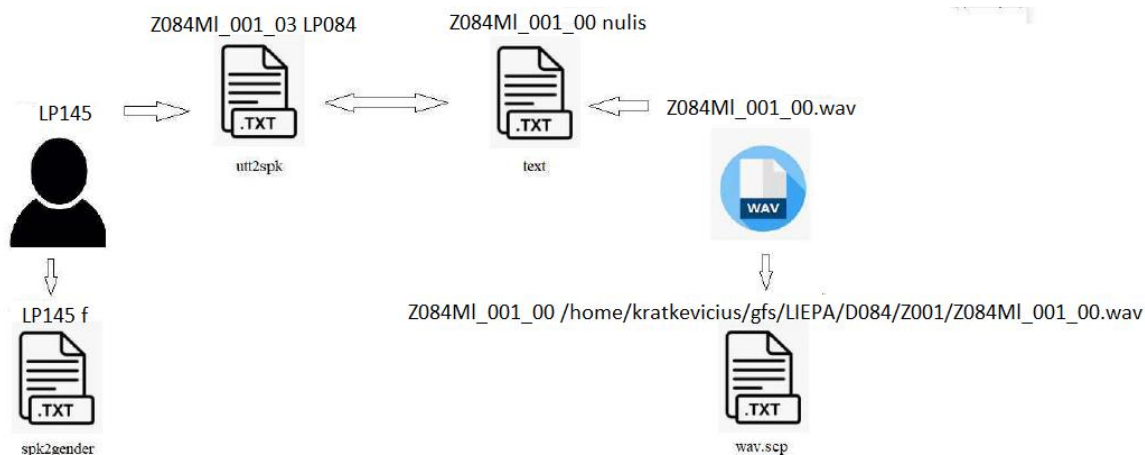 Z084Ml_001_03 LP084
Z084Ml_001_00 nulis
LP145
.TXT
.TXT
Z084Ml_001_00.wav
utt2spk
text
WAV
LP145 f
Z084Ml_001_00 /home/kratkevicius/gfs/LIEPA/D084/Z001/Z084Ml_001_00.wav
.TXT
.TXT
spk2gender
wav.scp